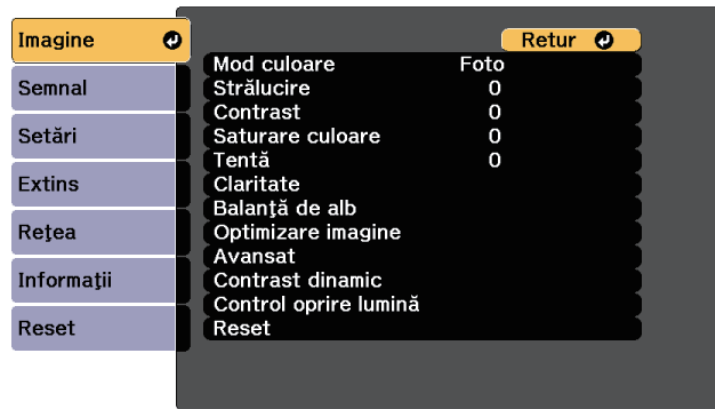 Imagine
Semnal
Setări
Extins
Reţea
Informaţii
Reset
Retur
Mod culoare Foto
Strălucire 0
Contrast 0
Saturare culoare 0
Tentă 0
Claritate
Balanţă de alb
Optimizare imagine
Avansat
Contrast dinamic
Control oprire lumină
Reset